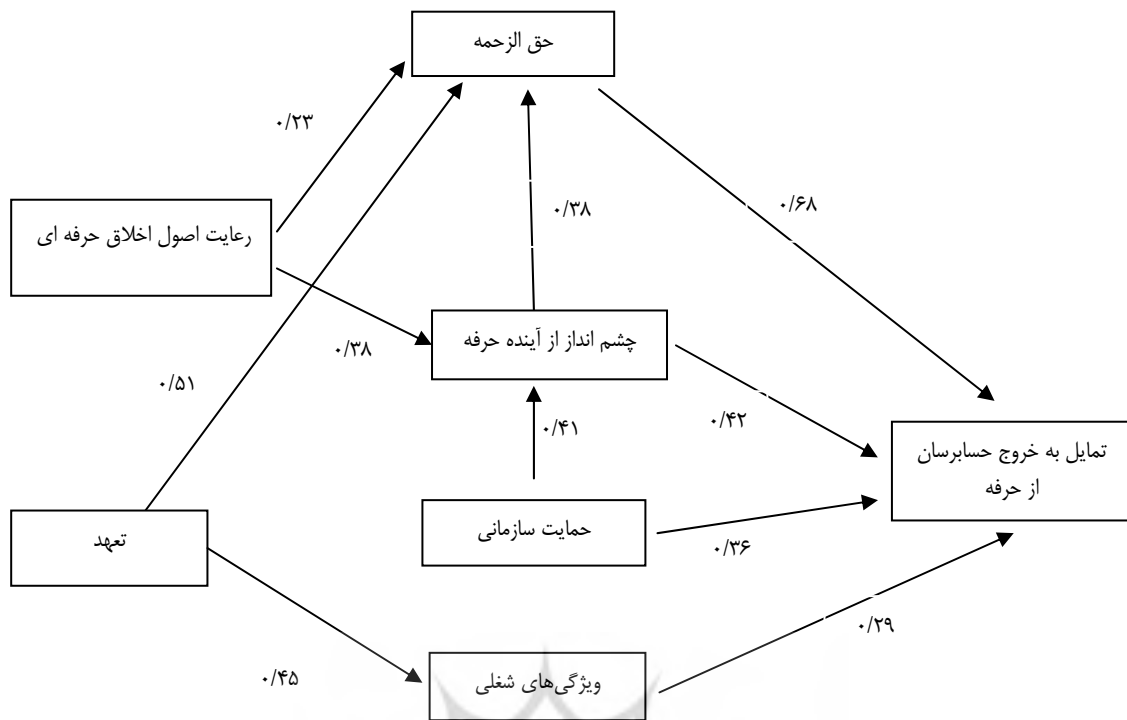 حق الزحمه
۰/۲۳
۰/۳۸
۰/۶۸
رعایت اصول اخلاق حرفه ای
چشم انداز از آینده حرفه
۰/۳۸
۰/۵۱
۰/۴۱
۰/۴۲
تمایل به خروج حسابرسان
از حرفه
حمایت سازمانی
تعهد
۰/۳۶
۰/۲۹
ویژگی‌های شغلی
۰/۴۵